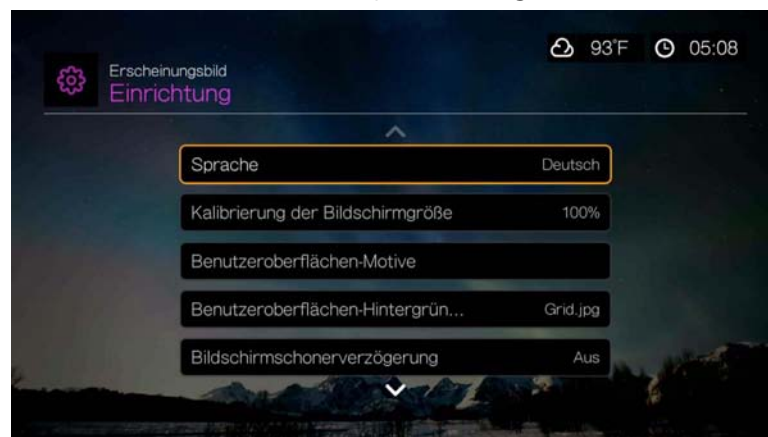 93°F 05:08
Erscheinungsbild
Einrichtung
Sprache Deutsch
Kalibrierung der Bildschirmgröße 100%
Benutzeroberflächen-Motive
Benutzeroberflächen-Hintergrün... Grid.jpg
Bildschirmschonerverzögerung Aus